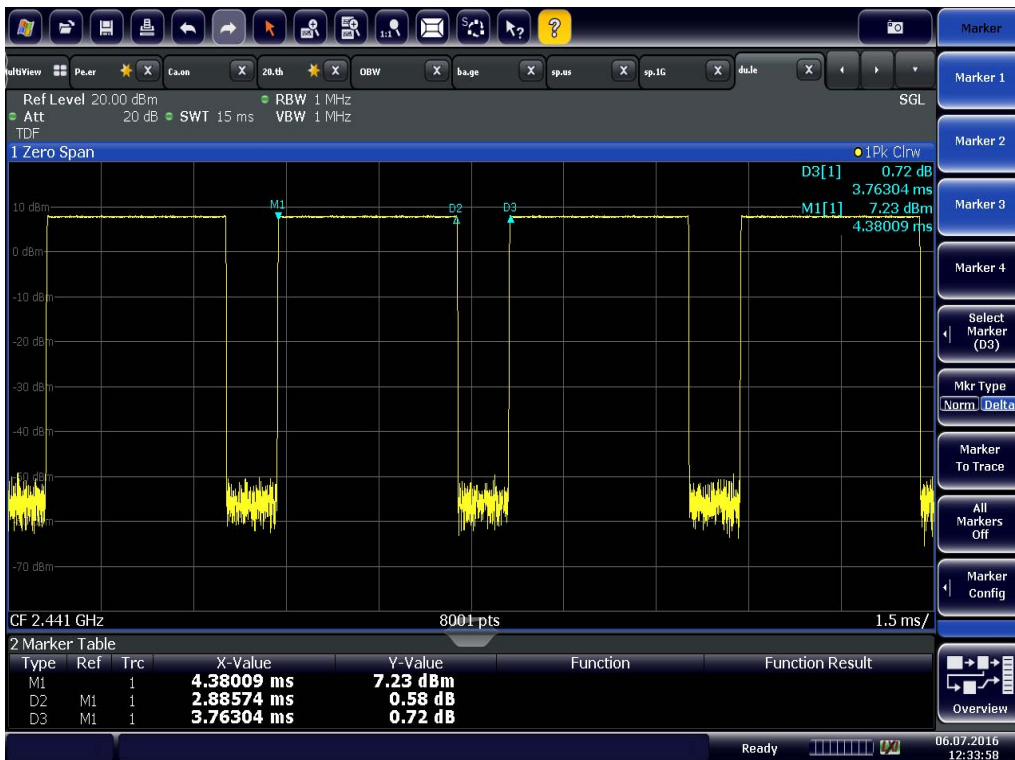 S
1:1
?
?
Marker
ultiView Pe.er X Ca.on X 20.th X OBW X ba.ge X sp.us X sp.1G X du.le X
Marker 1
Ref Level 20.00 dBm RBW 1 MHz SGL
Att 20 dB SWT 15 ms VBW 1 MHz
TDF
Marker 2
1 Zero Span 1Pk Clrw
D3[1] 0.72 dB
3.76304 ms
M1[1] 7.23 dBm
4.38009 ms
Marker 3
10 dBm
M1
D2
D3
0 dBm
Marker 4
-10 dBm
Select
Marker
(D3)
-20 dBm
-30 dBm
Mkr Type
Norm Delta
-40 dBm
Marker
To Trace
All
Markers
Off
-70 dBm
Marker
Config
CF 2.441 GHz 8001 pts 1.5 ms/
2 Marker Table
Type Ref Trc X-Value Y-Value Function Function Result
M1 1 4.38009 ms 7.23 dBm
D2 M1 1 2.88574 ms 0.58 dB
D3 M1 1 3.76304 ms 0.72 dB
Overview
Ready
06.07.2016
12:33:58